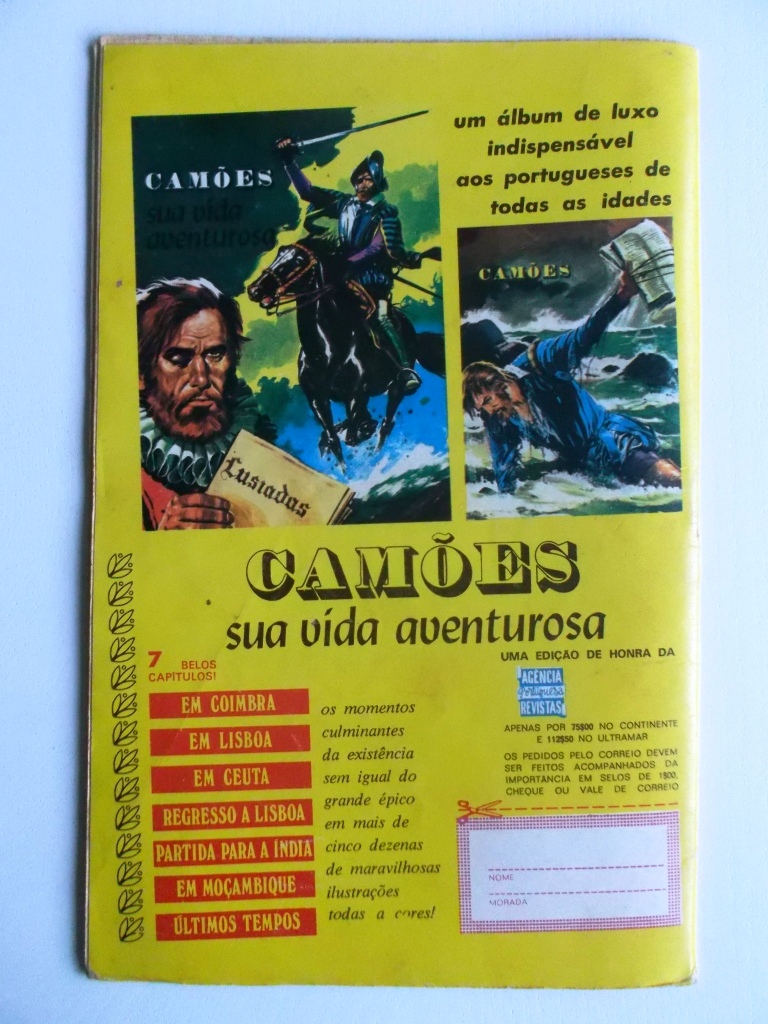 um álbum de luxo
indispensável
aos portugueses de
todas as idades
CAMÕES
sua vida
aventurosa
Lusiadas
CAMÕES
CAMÕES
sua vida aventurosa
7 BELOS
CAPITULOS!
EM COIMBRA
EM LISBOA
EM CEUTA
REGRESSO A LISBOA
PARTIDA PARA A ÍNDIA
EM MOÇAMBIQUE
ÚLTIMOS TEMPOS
os momentos
culminantes
da existência
sem igual do
grande épico
em mais de
cinco dezenas
de maravilhosas
ilustrações
todas a cores!
UMA EDIÇÃO DE HONRA DA
AGÊNCIA
Portuguesa
REVISTAS
APENAS POR 75$00 NO CONTINENTE
E 112$50 NO ULTRAMAR
OS PEDIDOS PELO CORREIO DEVEM
SER FEITOS ACOMPANHADOS DA
IMPORTANCIA EM SELOS DE 1$00.
CHEQUE OU VALE DE CORREIO
NOME
MORADA